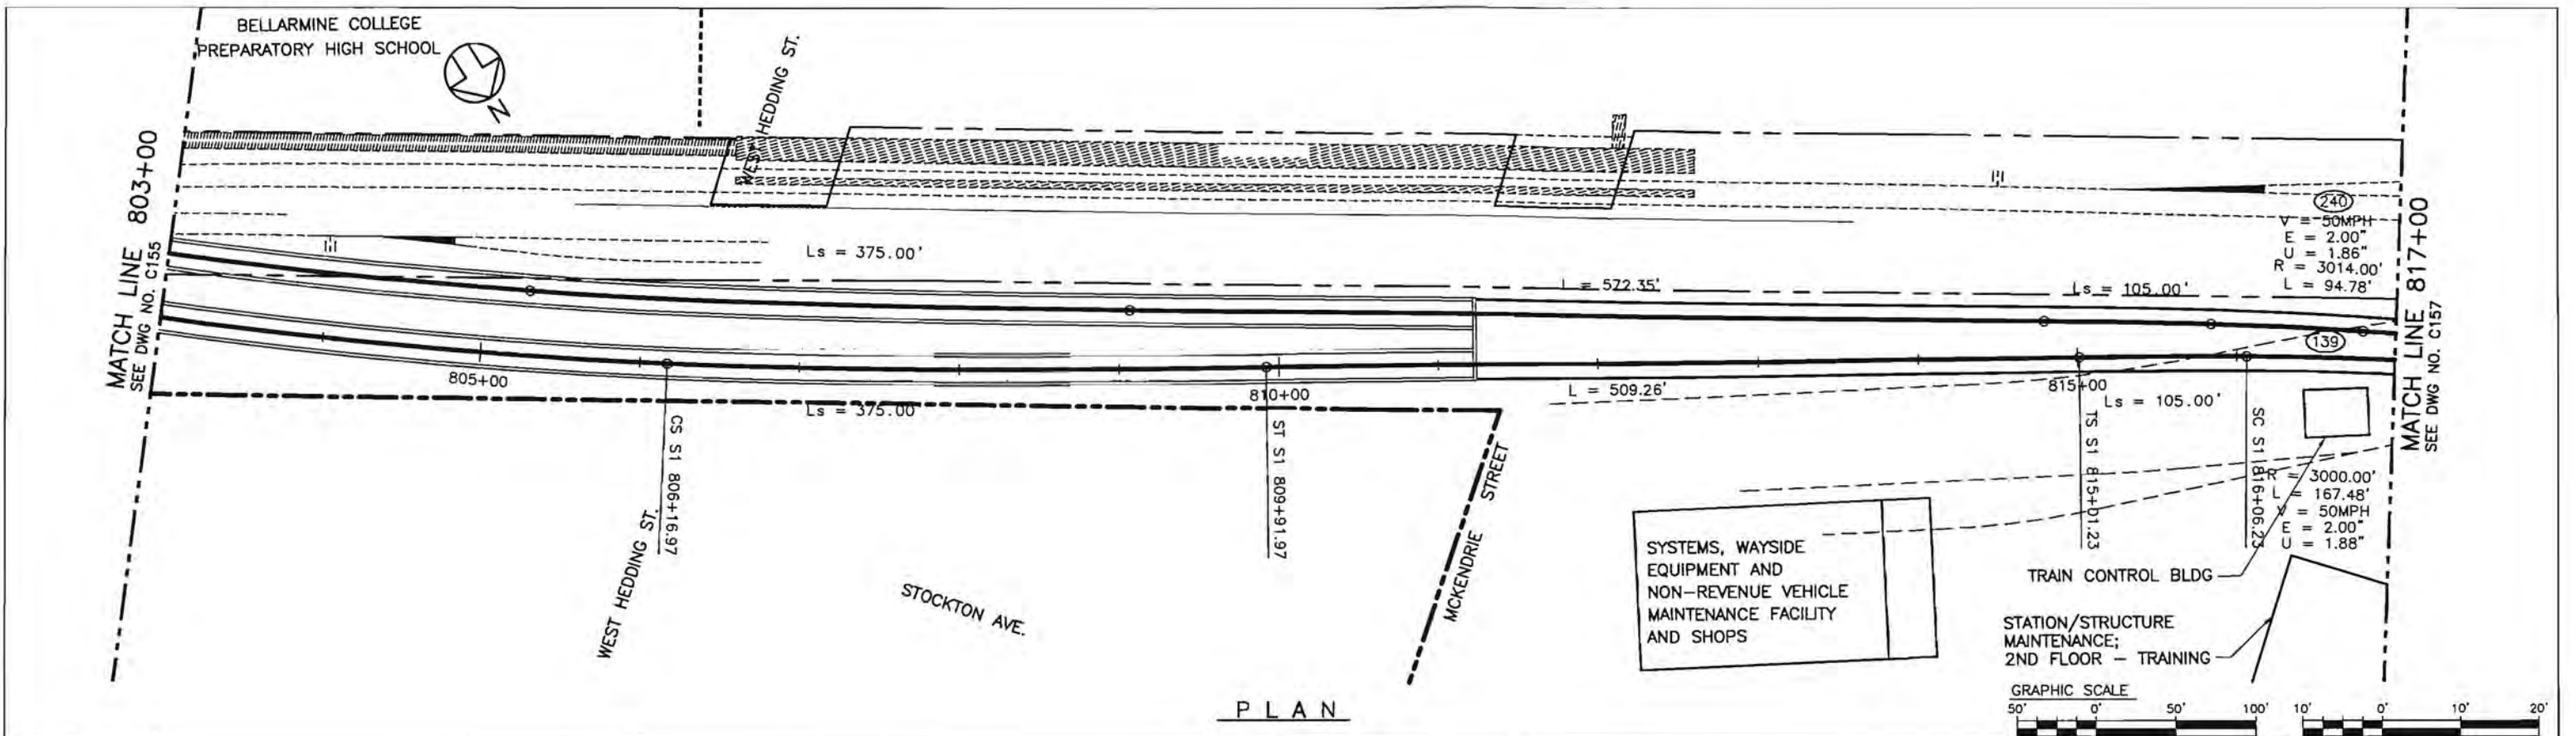 BELLARMINE COLLEGE
PREPARATORY HIGH SCHOOL
N
WEST HEDDING ST.
MATCH LINE 803+00
SEE DWG NO. C155
Ls = 375.00'
L = 572.35'
Ls = 105.00'
240
V = 50MPH
E = 2.00"
U = 1.86"
R = 3014.00'
L = 94.78'
MATCH LINE 817+00
SEE DWG NO. C157
139
805+00
810+00
815+00
Ls = 375.00
L = 509.26'
Ls = 105.00'
CS S1 806+16.97
ST S1 809+91.97
TS S1 815+01.23
SC S1 816+06.23
R = 3000.00'
L = 167.48'
V = 50MPH
E = 2.00"
U = 1.88"
WEST HEDDING ST.
STOCKTON AVE.
MCKENDRIE STREET
SYSTEMS, WAYSIDE
EQUIPMENT AND
NON-REVENUE VEHICLE
MAINTENANCE FACILITY
AND SHOPS
TRAIN CONTROL BLDG
STATION/STRUCTURE
MAINTENANCE;
2ND FLOOR - TRAINING
PLAN
GRAPHIC SCALE
50' 0' 50' 100' 10' 0' 10' 20'